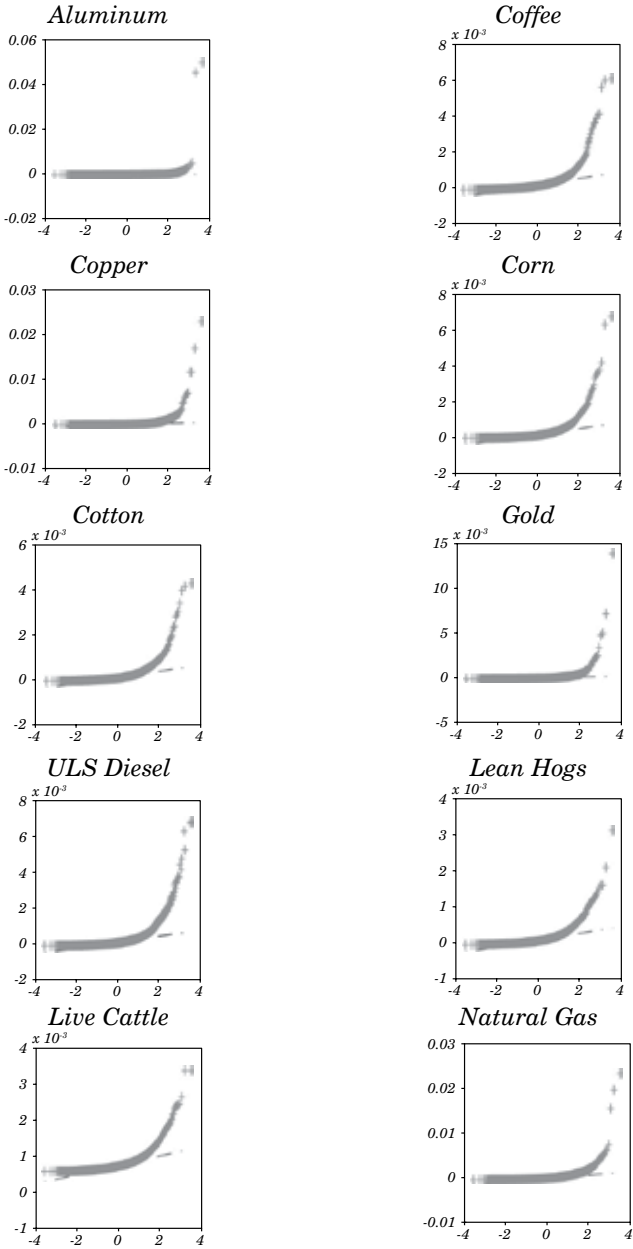 Aluminum
0.06
0.04
0.02
0
-0.02
-4 -2 0 2 4
Coffee
x 10-3
8
6
4
2
0
-2
-4 -2 0 2 4
Copper
0.03
0.02
0.01
0
-0.01
-4 -2 0 2 4
Corn
x 10-3
8
6
4
2
0
-2
-4 -2 0 2 4
Cotton
x 10-3
6
4
2
0
-2
-4 -2 0 2 4
Gold
x 10-3
15
10
5
0
-5
-4 -2 0 2 4
ULS Diesel
x 10-3
8
6
4
2
0
-2
-4 -2 0 2 4
Lean Hogs
x 10-3
4
3
2
1
0
-1
-4 -2 0 2 4
Live Cattle
x 10-3
4
3
2
1
0
-1
-4 -2 0 2 4
Natural Gas
0.03
0.02
0.01
0
-0.01
-4 -2 0 2 4